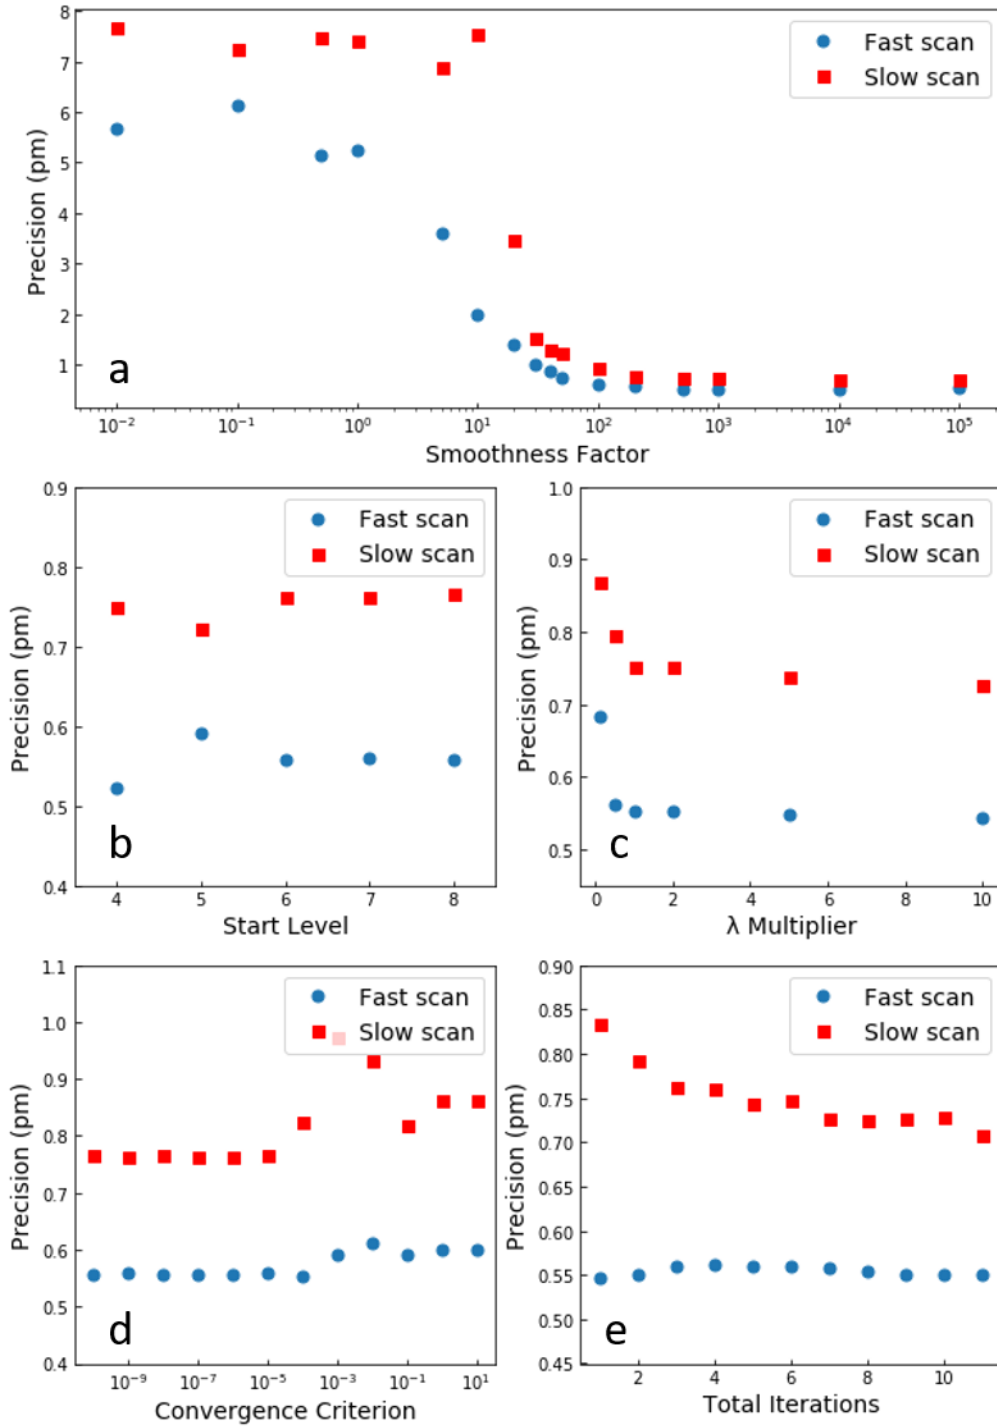 8
7
6
5
4
3
2
1
Precision (pm)
Fast scan
Slow scan
a
10⁻² 10⁻¹ 10⁰ 10¹ 10² 10³ 10⁴ 10⁵
Smoothness Factor
0.9
0.8
0.7
0.6
0.5
0.4
Precision (pm)
Fast scan
Slow scan
b
4 5 6 7 8
Start Level
1.0
0.9
0.8
0.7
0.6
0.5
Precision (pm)
Fast scan
Slow scan
c
0 2 4 6 8 10
λ Multiplier
1.1
1.0
0.9
0.8
0.7
0.6
0.5
0.4
Precision (pm)
Fast scan
Slow scan
d
10⁻⁹ 10⁻⁷ 10⁻⁵ 10⁻³ 10⁻¹ 10¹
Convergence Criterion
0.90
0.85
0.80
0.75
0.70
0.65
0.60
0.55
0.50
0.45
Precision (pm)
Fast scan
Slow scan
e
2 4 6 8 10
Total Iterations